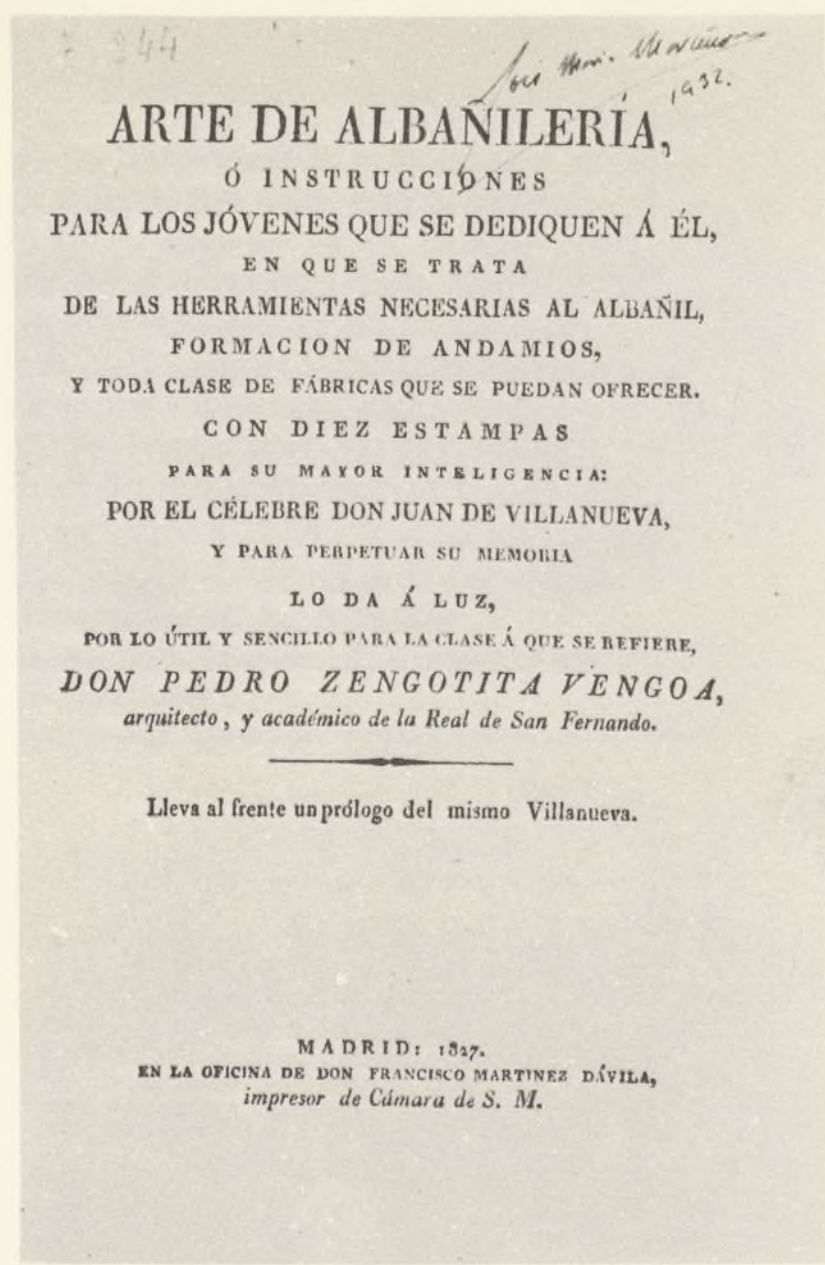 244
1932.
ARTE DE ALBAÑILERÍA,
Ó INSTRUCCIONES
PARA LOS JÓVENES QUE SE DEDIQUEN Á ÉL,
EN QUE SE TRATA
DE LAS HERRAMIENTAS NECESARIAS AL ALBAÑIL,
FORMACION DE ANDAMIOS,
Y TODA CLASE DE FÁBRICAS QUE SE PUEDAN OFRECER.
CON DIEZ ESTAMPAS
PARA SU MAYOR INTELIGENCIA:
POR EL CÉLEBRE DON JUAN DE VILLANUEVA,
Y PARA PERPETUAR SU MEMORIA
LO DA Á LUZ,
POR LO ÚTIL Y SENCILLO PARA LA CLASE Á QUE SE REFIERE,
DON PEDRO ZENGOTITA VENGOA,
arquitecto, y académico de la Real de San Fernando.
Lleva al frente un prólogo del mismo Villanueva.
MADRID: 1827.
EN LA OFICINA DE DON FRANCISCO MARTINEZ DÁVILA,
impresor de Cámara de S. M.